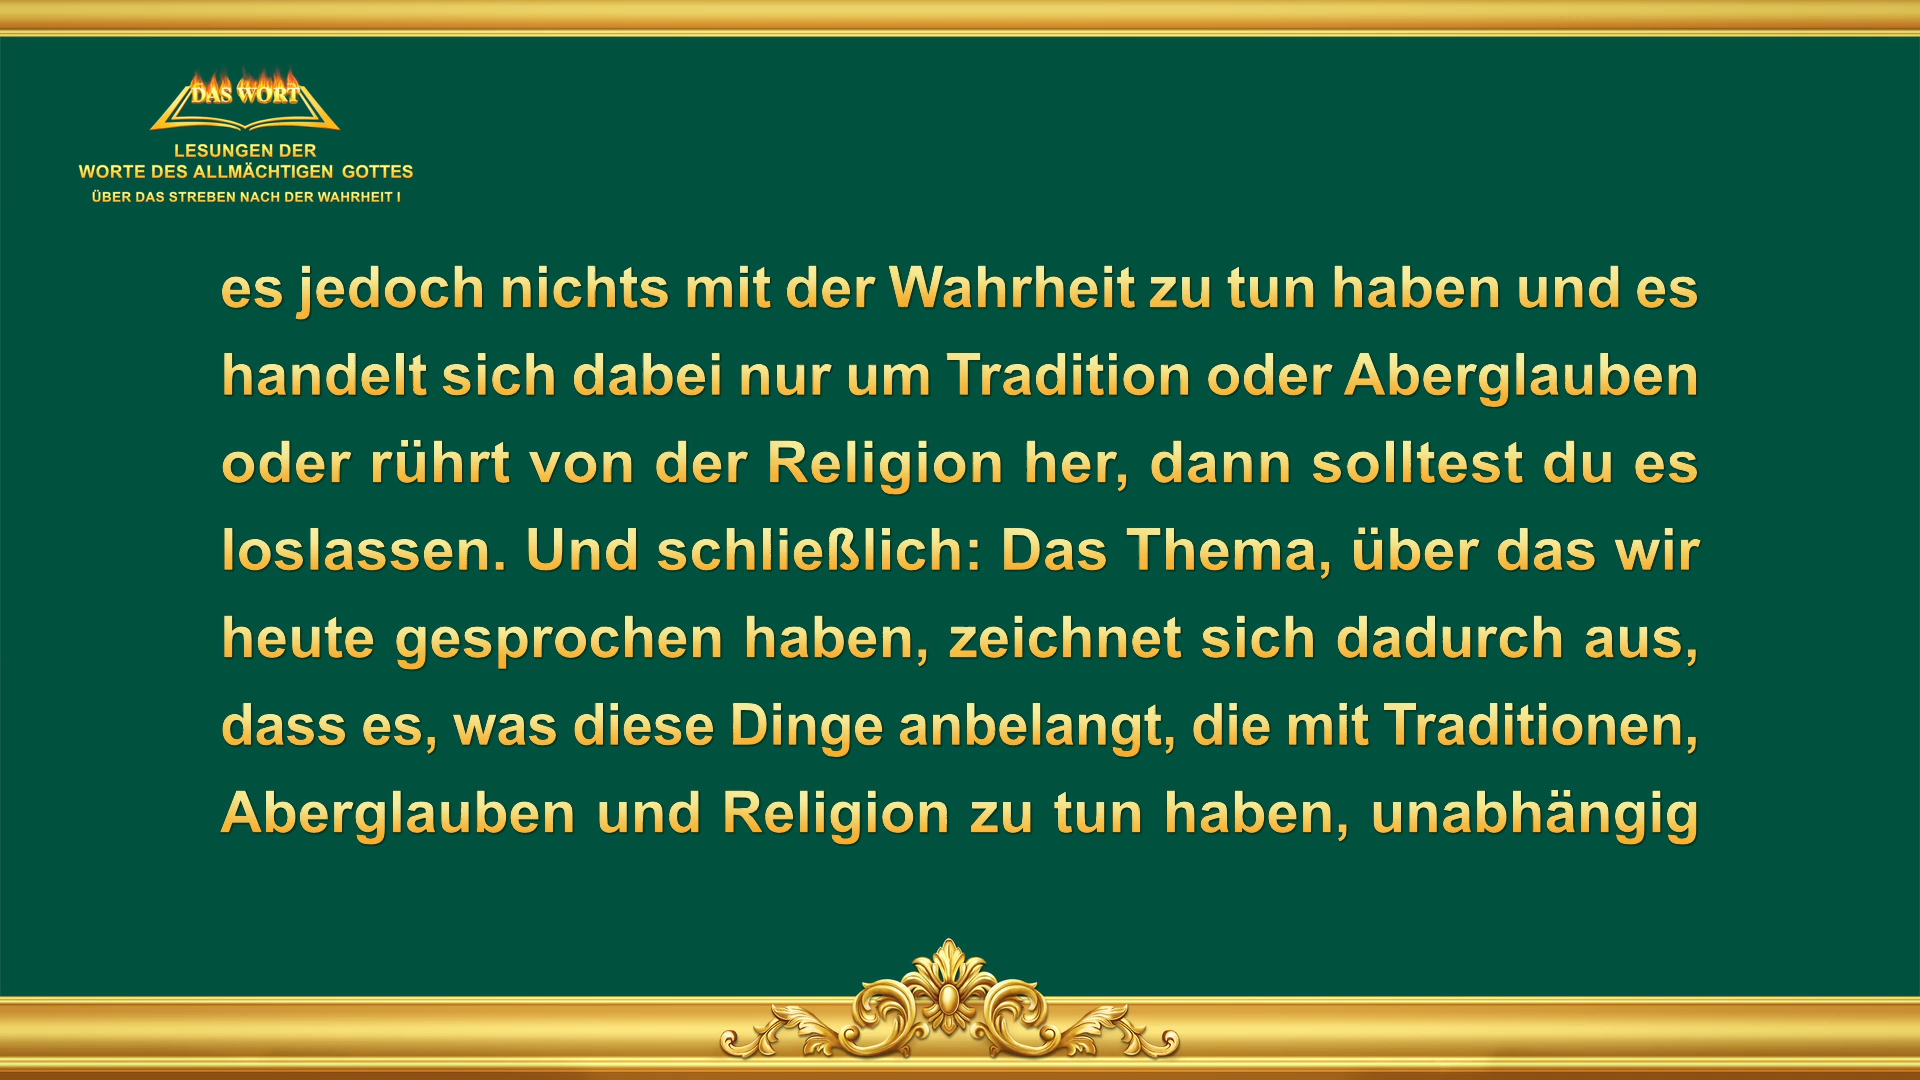 DAS WORT
LESUNGEN DER
WORTE DES ALLMÄCHTIGEN GOTTES
ÜBER DAS STREBEN NACH DER WAHRHEIT I
es jedoch nichts mit der Wahrheit zu tun haben und es
handelt sich dabei nur um Tradition oder Aberglauben
oder rührt von der Religion her, dann solltest du es
loslassen. Und schließlich: Das Thema, über das wir
heute gesprochen haben, zeichnet sich dadurch aus,
dass es, was diese Dinge anbelangt, die mit Traditionen,
Aberglauben und Religion zu tun haben, unabhängig